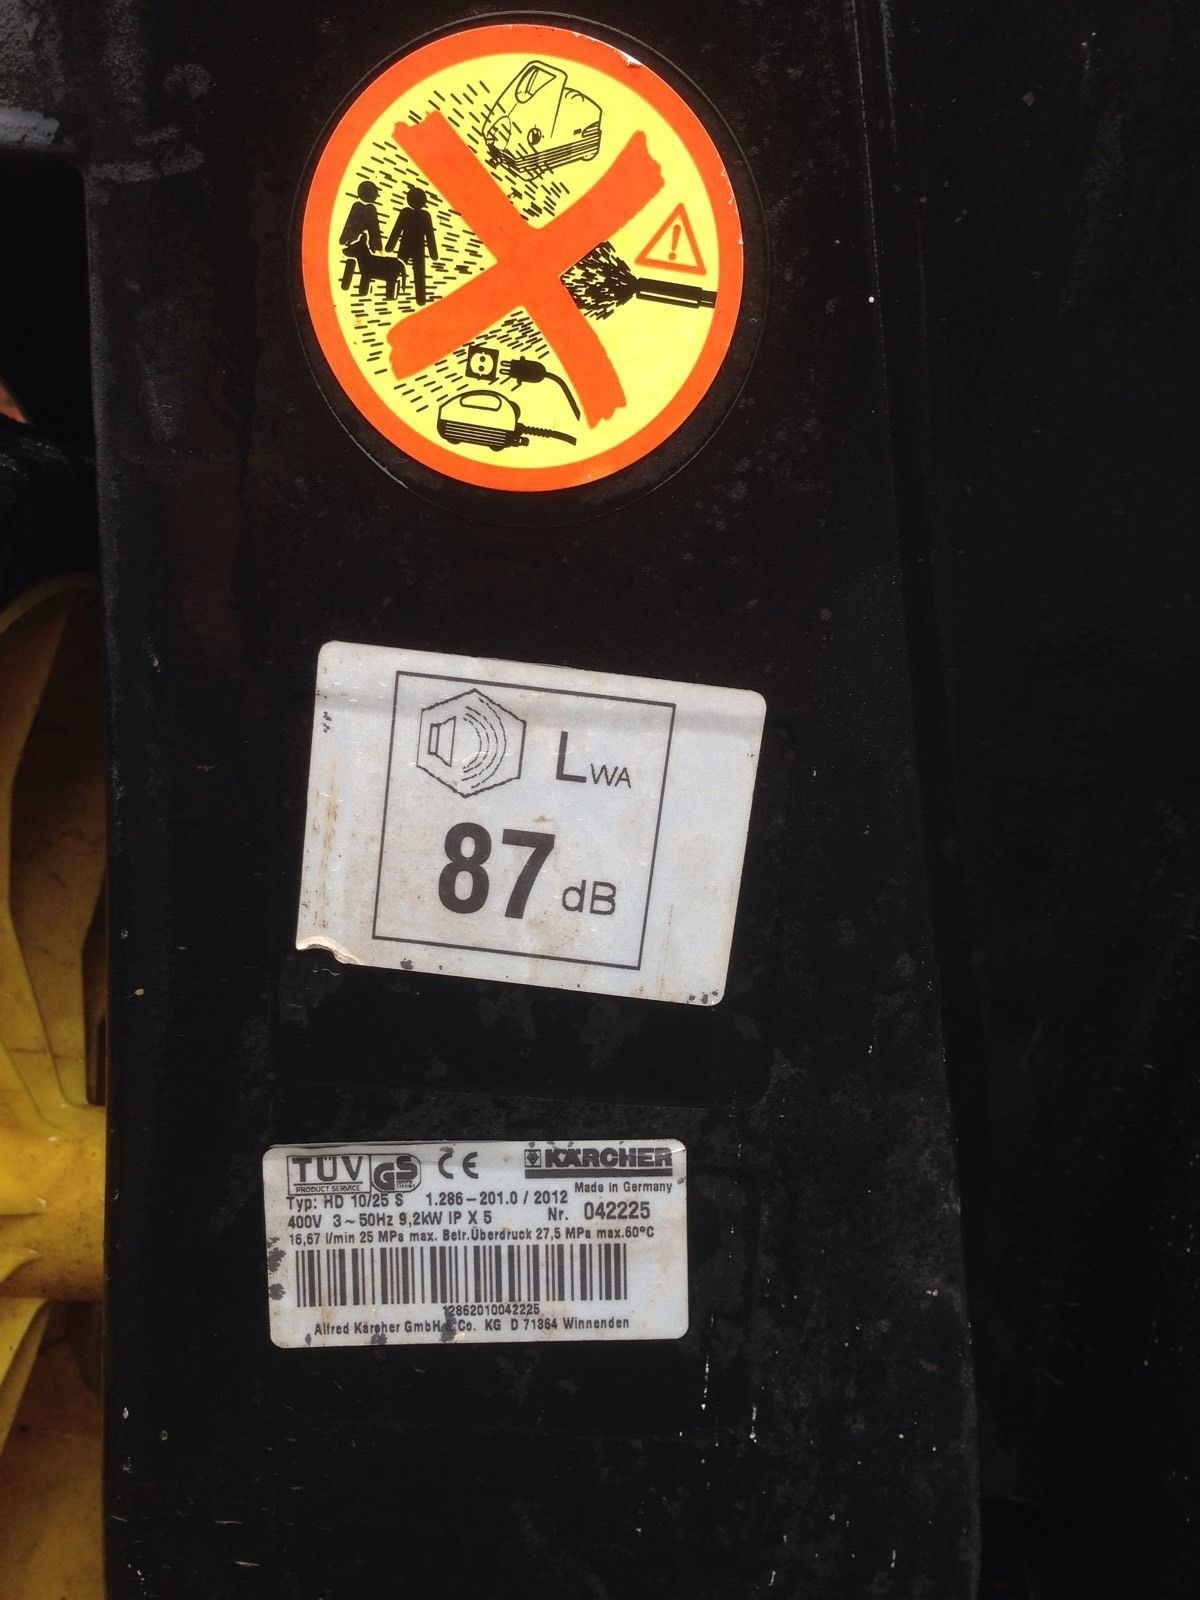 LWA
87 dB
TÜV
PRODUCT SERVICE
GS
CE
KÄRCHER
Made in Germany
Typ: HD 10/25 S 1.286-201.0 / 2012
400V 3~50Hz 9,2kW IP X 5 Nr. 042225
16,67 l/min 25 MPa max. Betr.Überdruck 27,5 MPa max.60°C
12862010042225
Alfred Kärcher GmbH & Co. KG D 71364 Winnenden